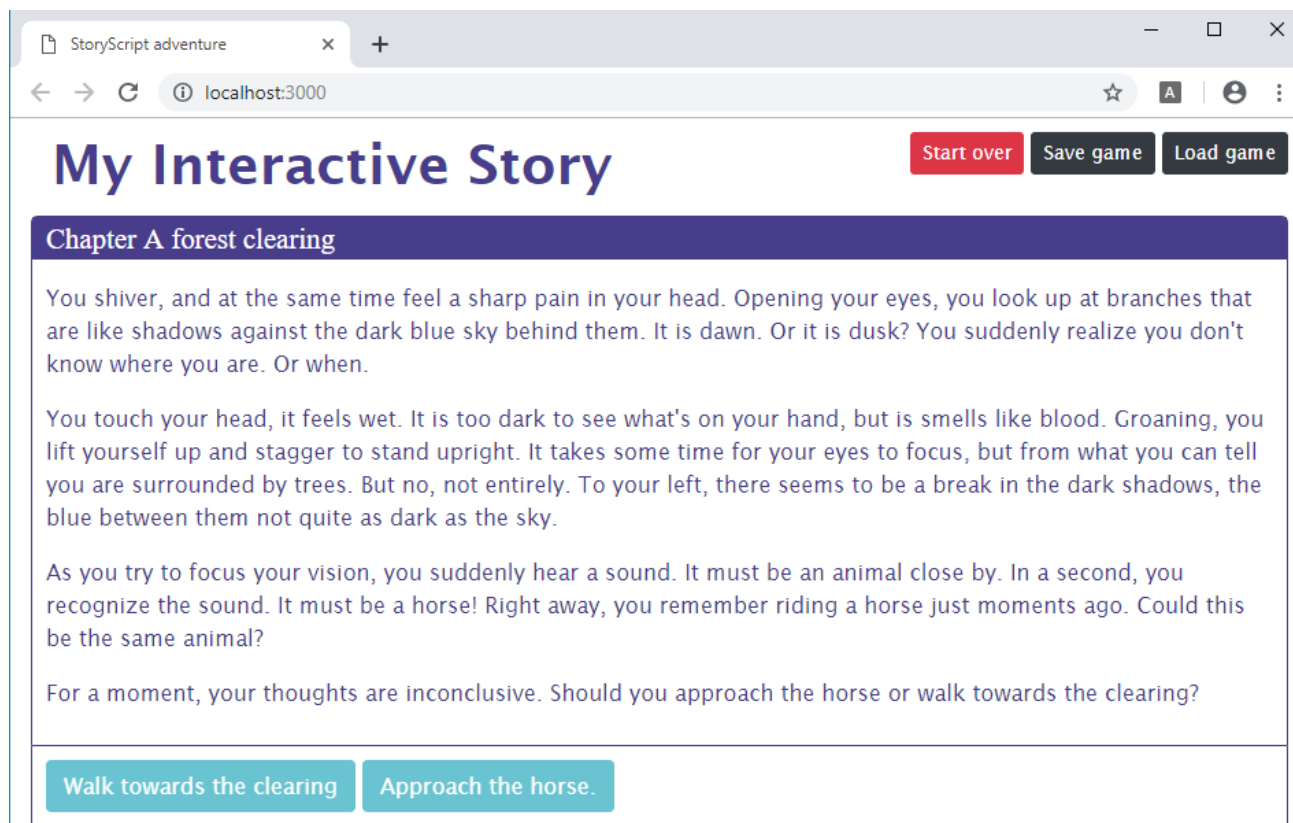 StoryScript adventure
localhost:3000
A
My Interactive Story
Start over Save game Load game
Chapter A forest clearing
You shiver, and at the same time feel a sharp pain in your head. Opening your eyes, you look up at branches that
are like shadows against the dark blue sky behind them. It is dawn. Or it is dusk? You suddenly realize you don't
know where you are. Or when.
You touch your head, it feels wet. It is too dark to see what's on your hand, but is smells like blood. Groaning, you
lift yourself up and stagger to stand upright. It takes some time for your eyes to focus, but from what you can tell
you are surrounded by trees. But no, not entirely. To your left, there seems to be a break in the dark shadows, the
blue between them not quite as dark as the sky.
As you try to focus your vision, you suddenly hear a sound. It must be an animal close by. In a second, you
recognize the sound. It must be a horse! Right away, you remember riding a horse just moments ago. Could this
be the same animal?
For a moment, your thoughts are inconclusive. Should you approach the horse or walk towards the clearing?
Walk towards the clearing Approach the horse.